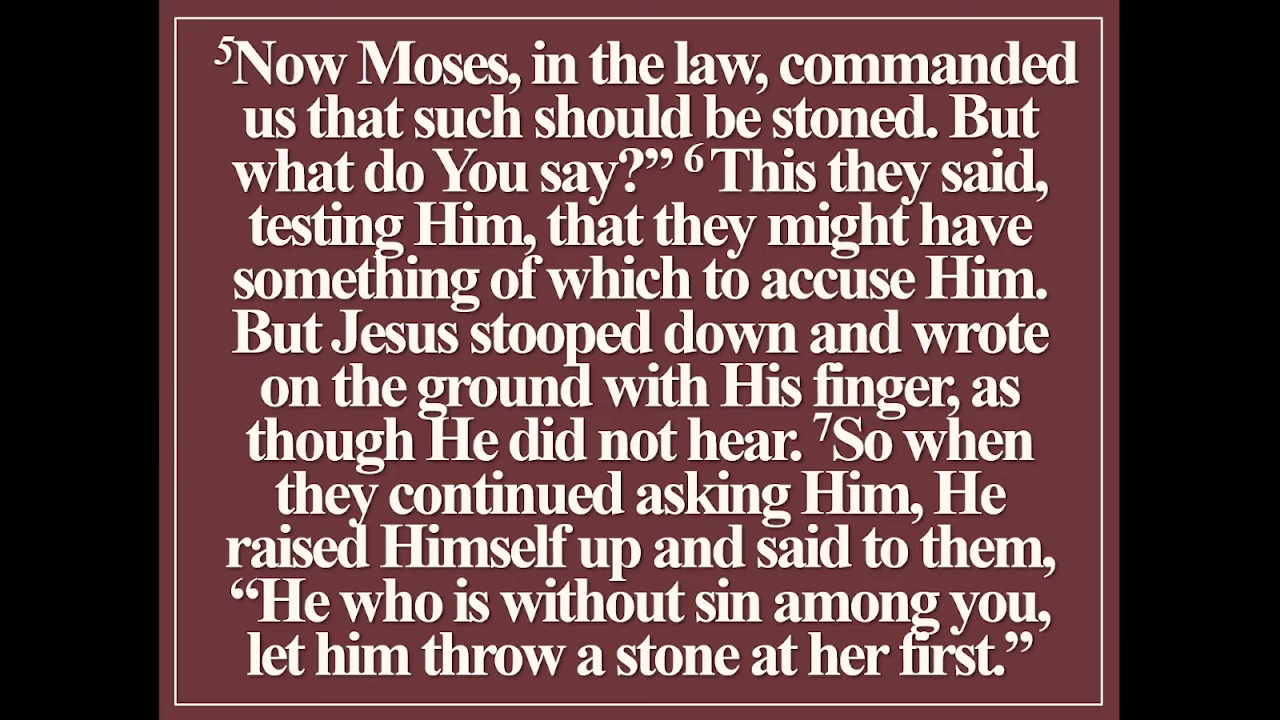 ⁵Now Moses, in the law, commanded
us that such should be stoned. But
what do You say?” ⁶ This they said,
testing Him, that they might have
something of which to accuse Him.
But Jesus stooped down and wrote
on the ground with His finger, as
though He did not hear. ⁷So when
they continued asking Him, He
raised Himself up and said to them,
“He who is without sin among you,
let him throw a stone at her first.”